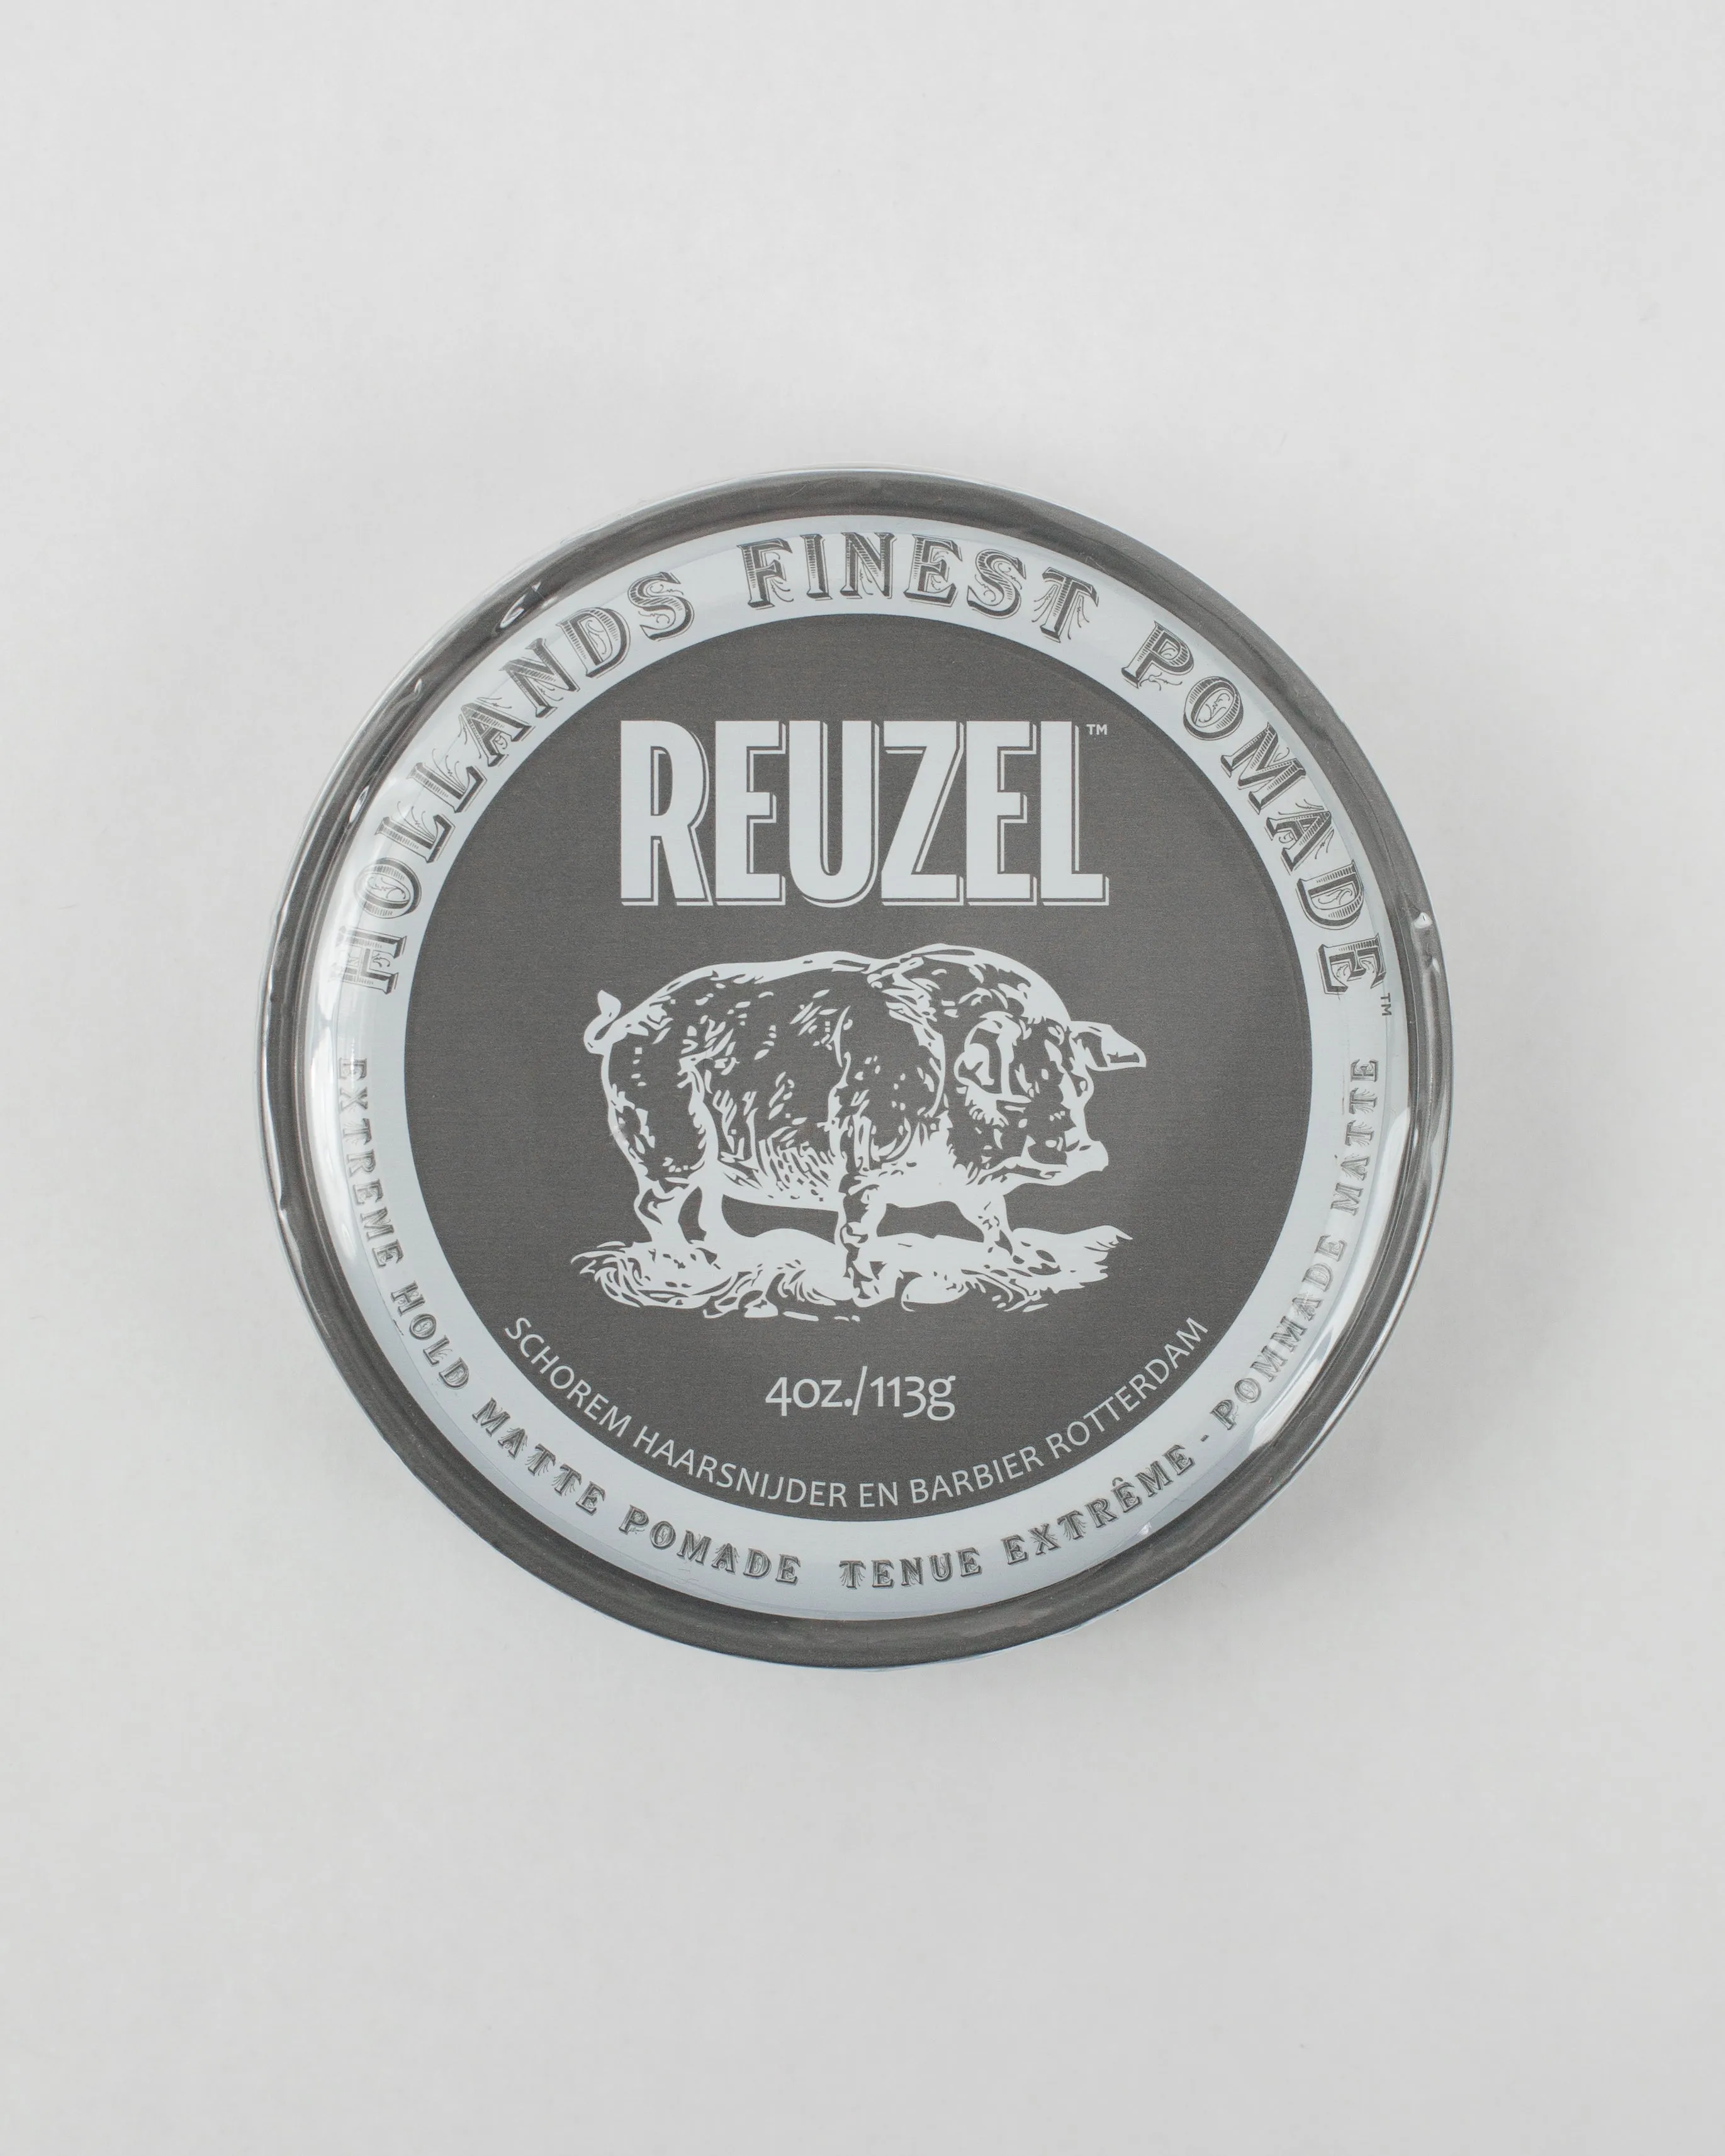 HOLLANDS FINEST POMADE™
REUZEL™
4oz./113g
SCHOREM HAARSNIJDER EN BARBIER ROTTERDAM
EXTREME HOLD MATTE POMADE
TENUE EXTRÊME - POMMADE MATTE